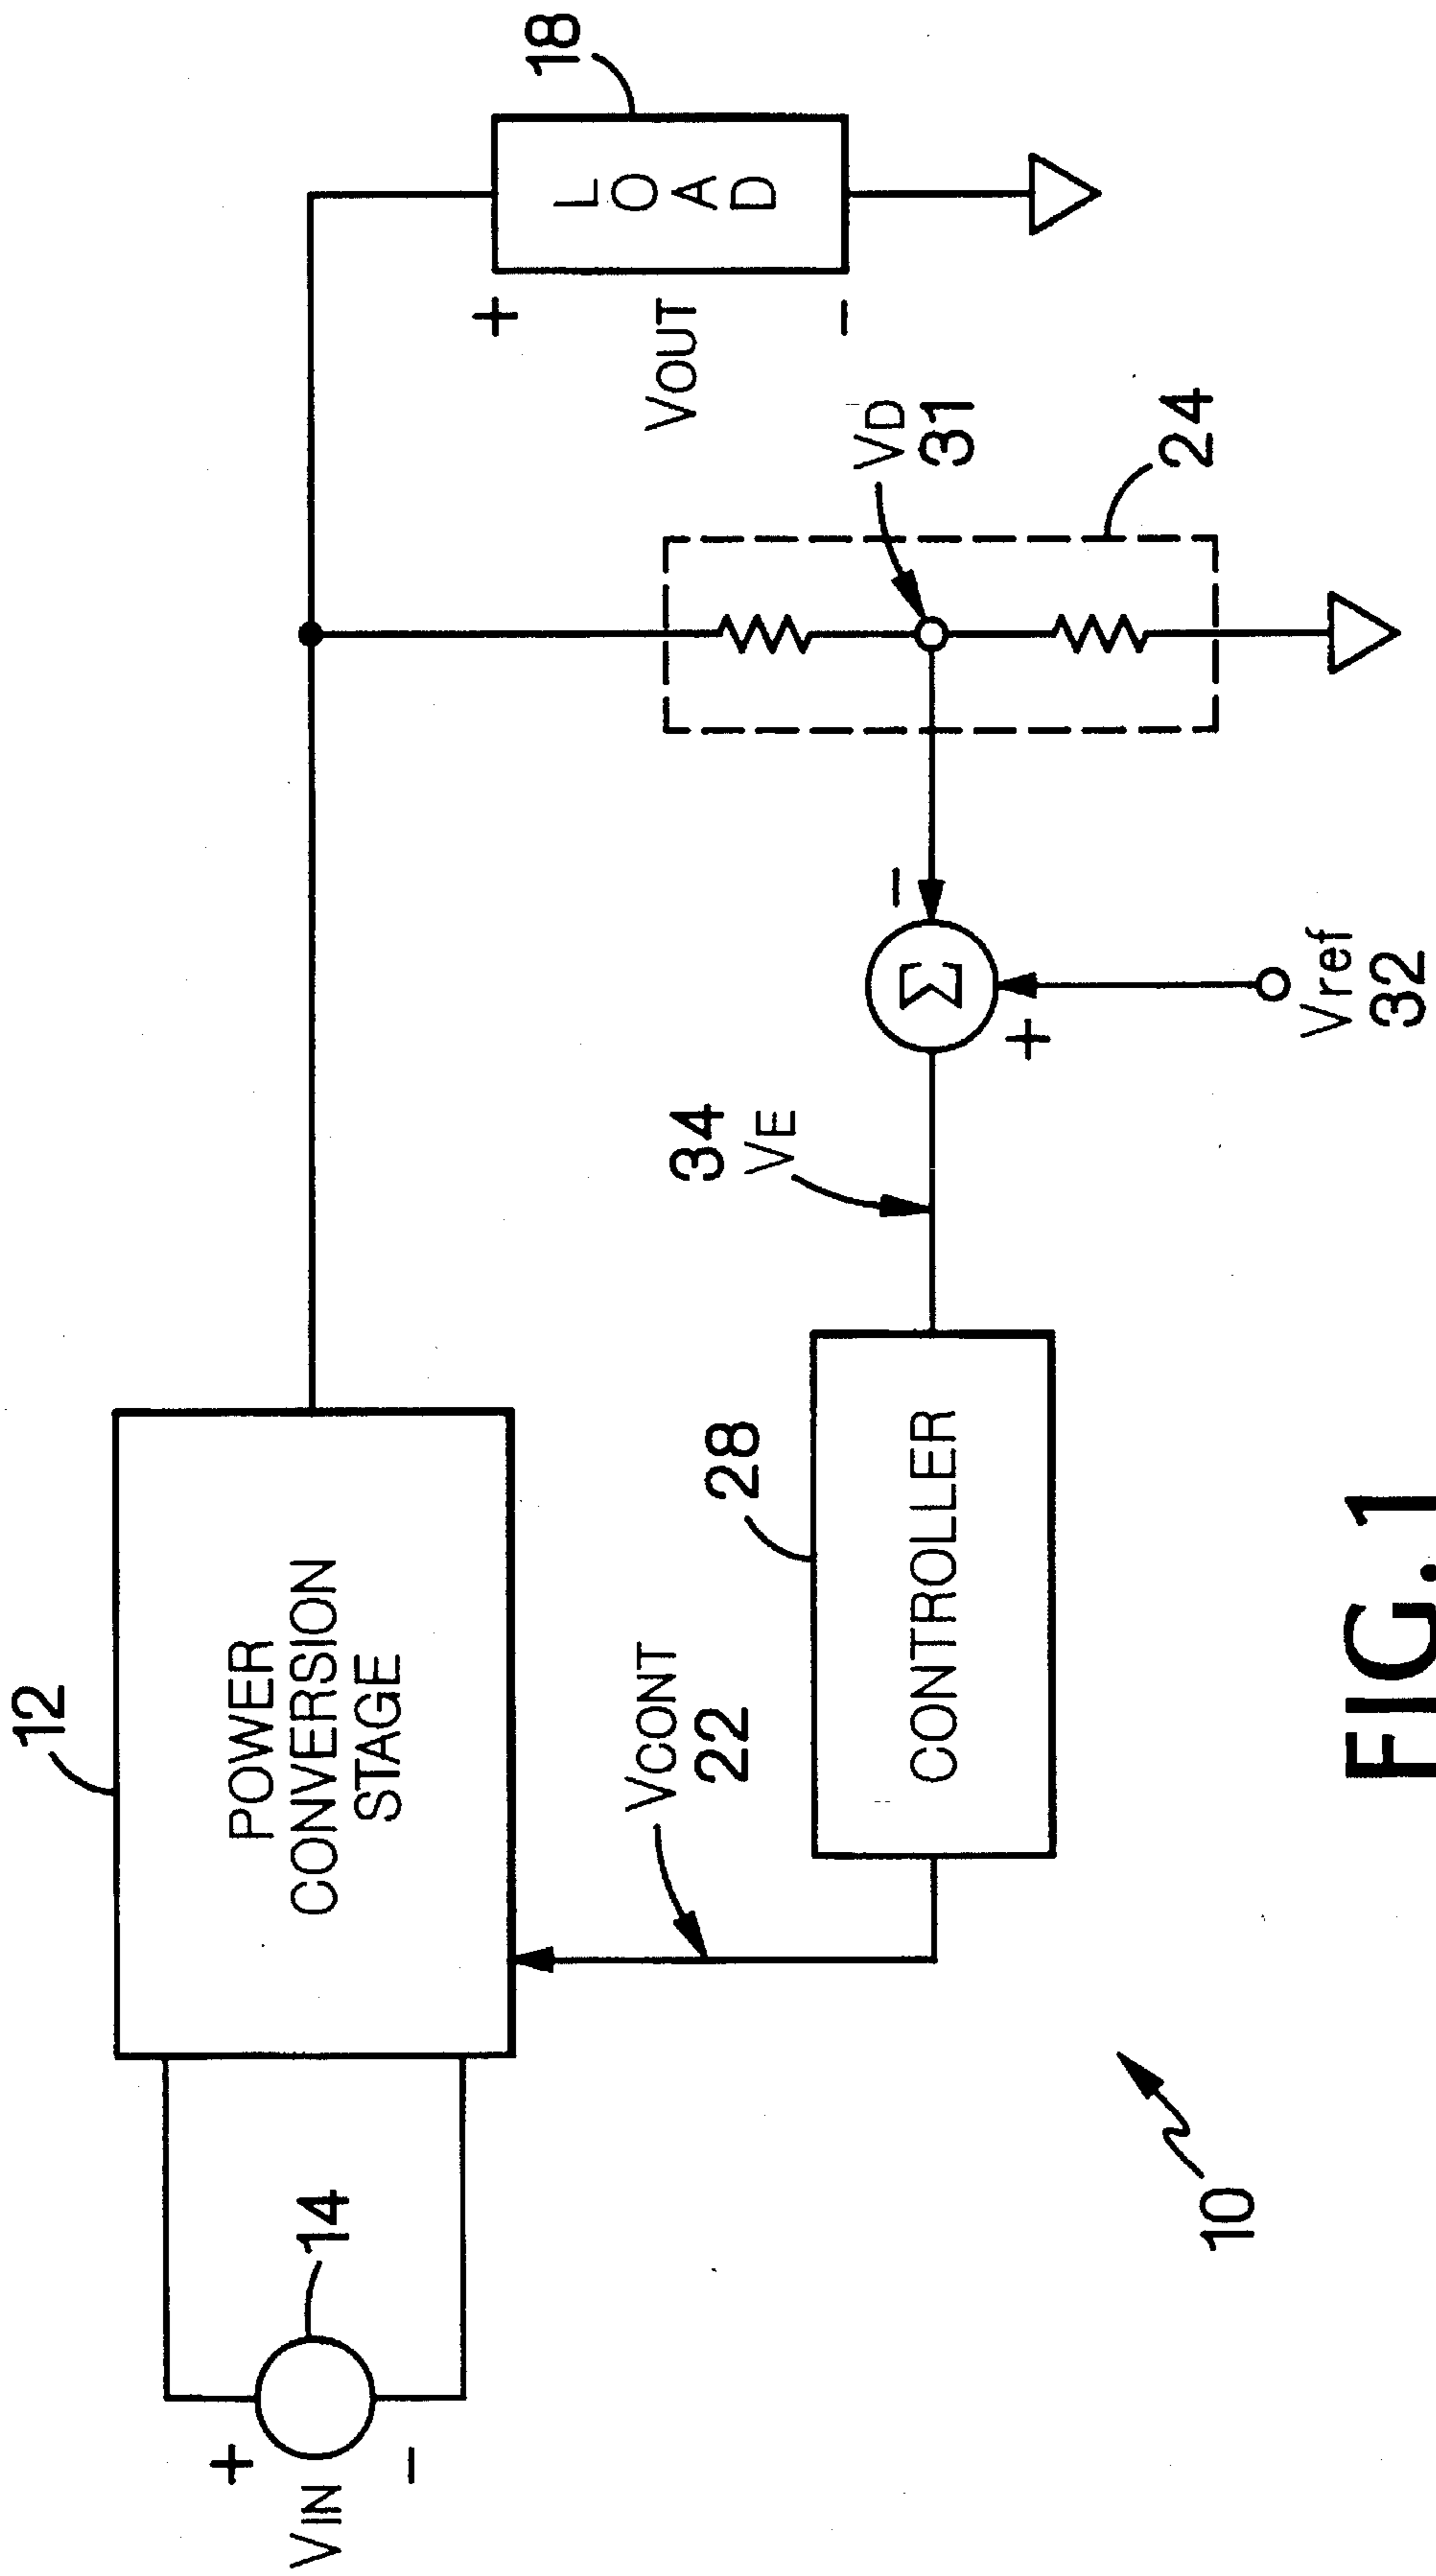 12
18
POWER
CONVERSION
STAGE
14
+
VIN
-
+
LOAD
VOUT
-
VCONT
22
28
CONTROLLER
34
VE
-
Σ
+
Vref
32
VD
31
24
10
FIG. 1